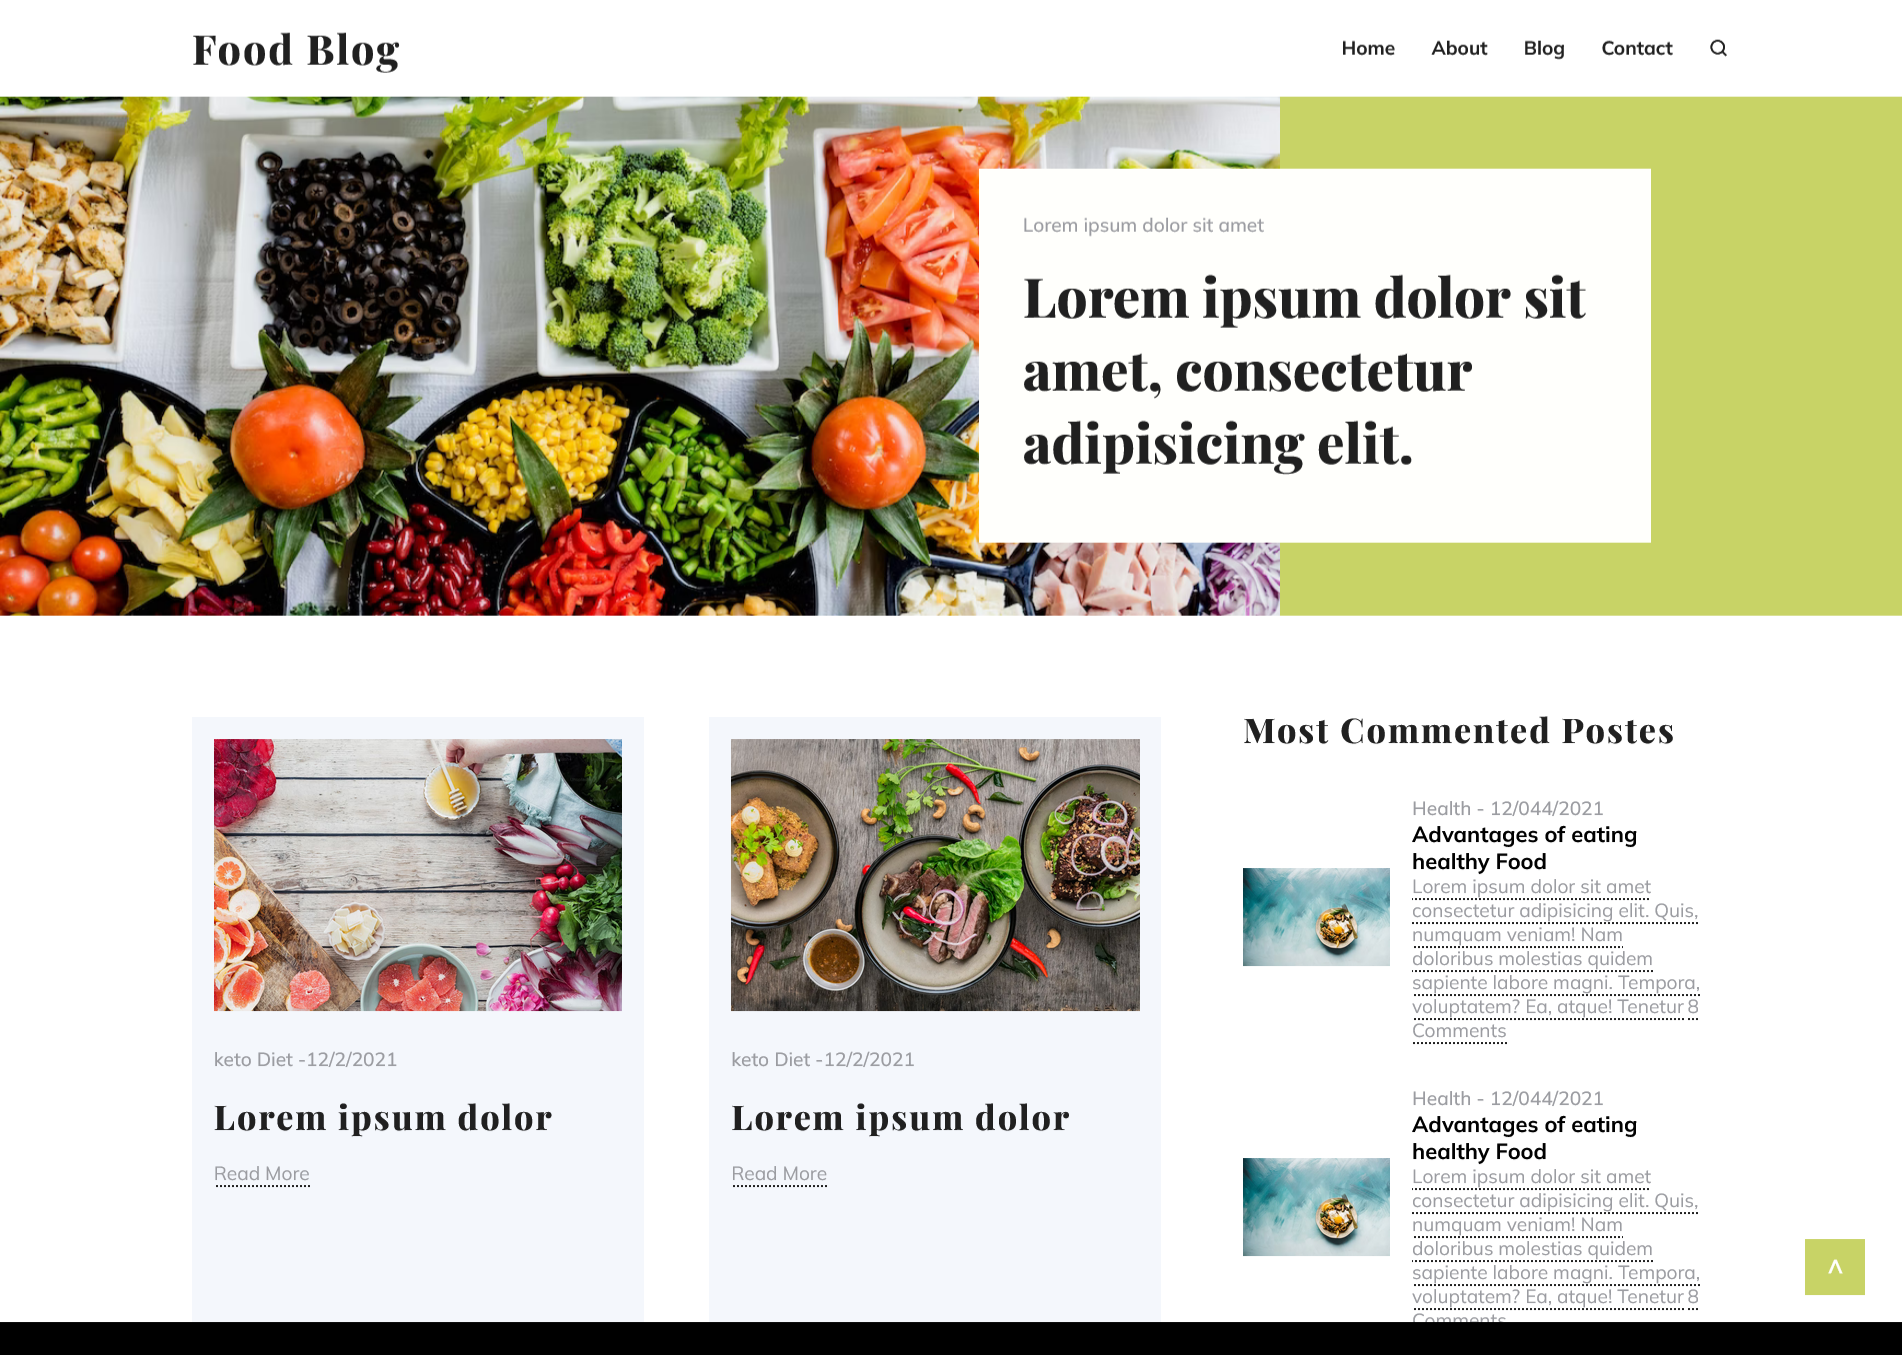 Food Blog
Home About Blog Contact
Lorem ipsum dolor sit amet
Lorem ipsum dolor sit
amet, consectetur
adipisicing elit.
keto Diet -12/2/2021
Lorem ipsum dolor
Read More
keto Diet -12/2/2021
Lorem ipsum dolor
Read More
Most Commented Postes
Health - 12/044/2021
Advantages of eating
healthy Food
Lorem ipsum dolor sit amet
consectetur adipisicing elit. Quis,
numquam veniam! Nam
doloribus molestias quidem
sapiente labore magni. Tempora,
voluptatem? Ea, atque! Tenetur 8
Comments
Health - 12/044/2021
Advantages of eating
healthy Food
Lorem ipsum dolor sit amet
consectetur adipisicing elit. Quis,
numquam veniam! Nam
doloribus molestias quidem
sapiente labore magni. Tempora,
voluptatem? Ea, atque! Tenetur 8
Comments